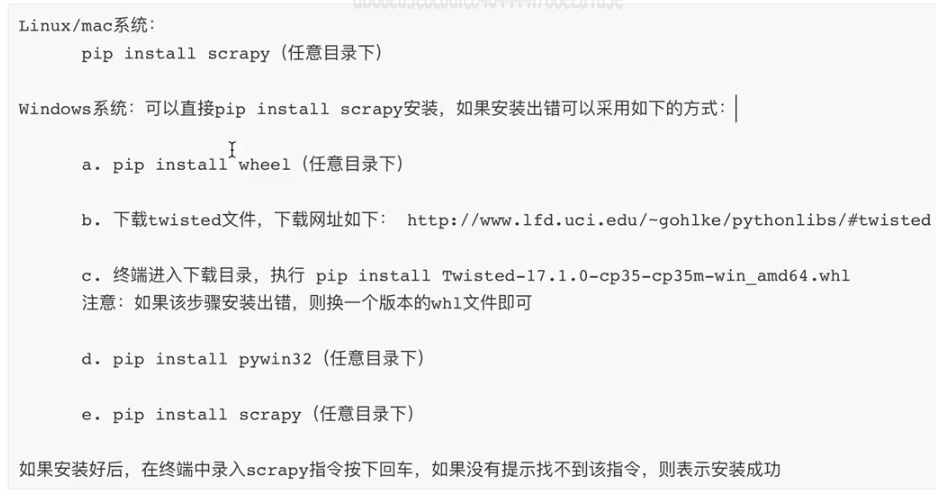 Linux/mac系统：
pip install scrapy（任意目录下）
Windows系统：可以直接pip install scrapy安装，如果安装出错可以采用如下的方式：
a. pip install wheel（任意目录下）
b. 下载twisted文件，下载网址如下： http://www.lfd.uci.edu/~gohlke/pythonlibs/#twisted
c. 终端进入下载目录，执行 pip install Twisted-17.1.0-cp35-cp35m-win_amd64.whl
注意：如果该步骤安装出错，则换一个版本的whl文件即可
d. pip install pywin32（任意目录下）
e. pip install scrapy（任意目录下）
如果安装好后，在终端中录入scrapy指令按下回车，如果没有提示找不到该指令，则表示安装成功